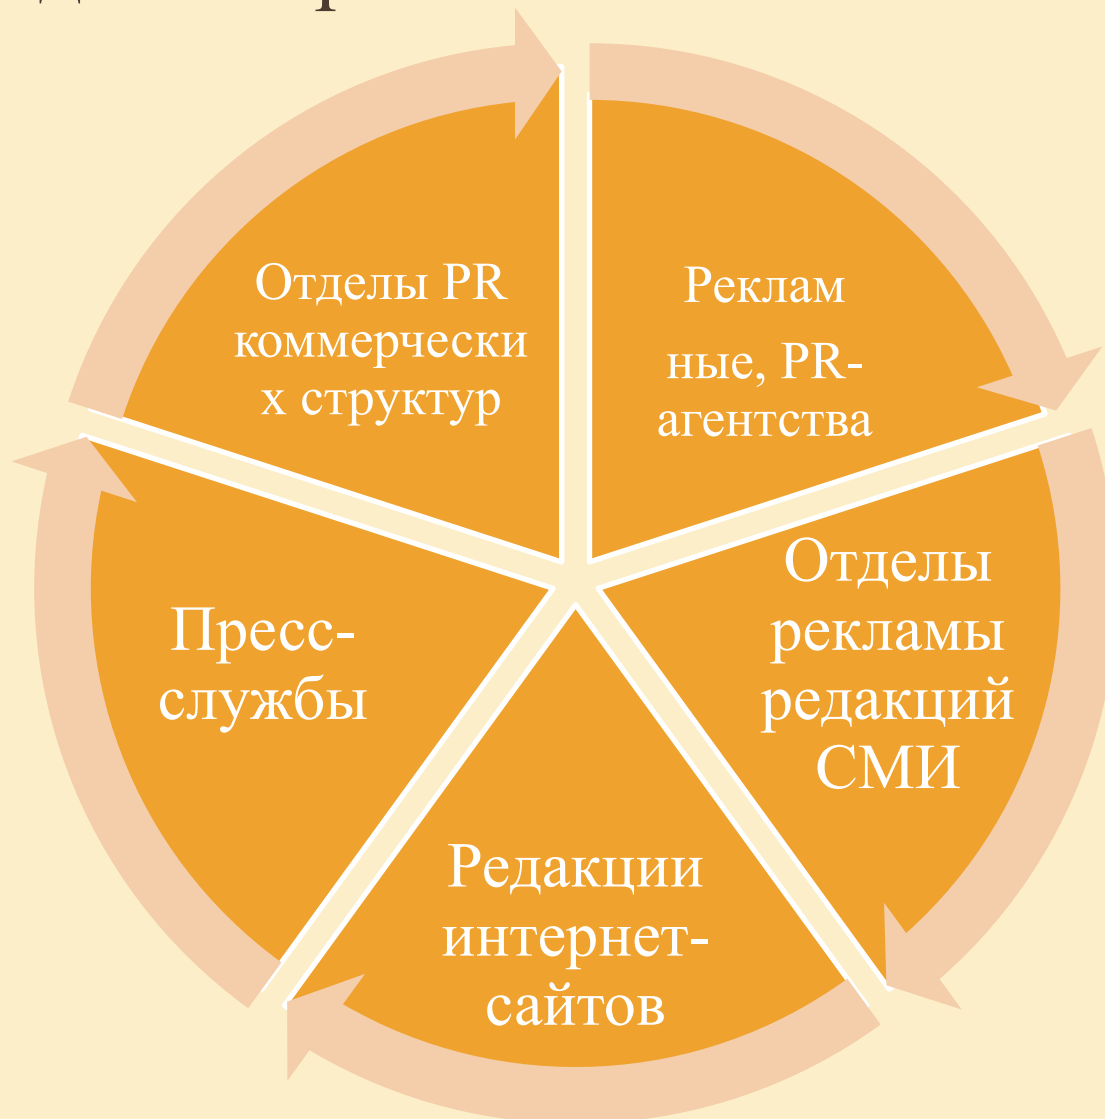 Отделы PR
коммерчески
х структур
Реклам
ные, PR-
агентства
Отделы
рекламы
редакций
СМИ
Редакции
интернет-
сайтов
Пресс-
службы